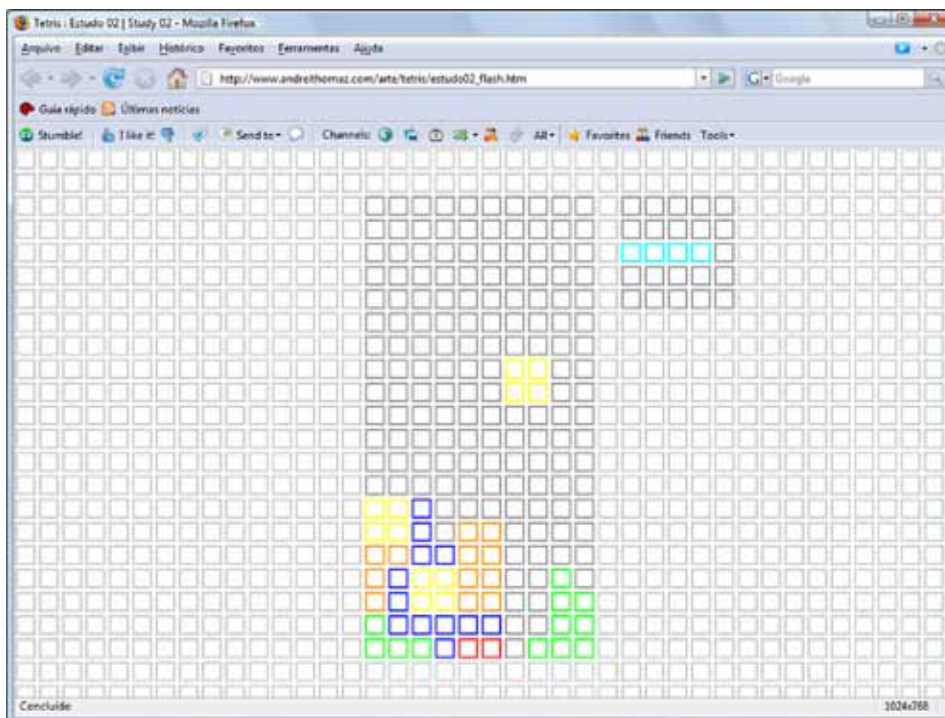 Tetris : Estudo 02 | Study 02 - Mozilla Firefox
Arquivo Editar Exibir Histórico Favoritos Ferramentas Ajuda
http://www.andreithomaz.com/arte/tetris/estudo02_flash.htm Google
Guia rápido Últimas notícias
Stumble! I like it! Send to Channels: All Favorites Friends Tools
Concluído 1024x768